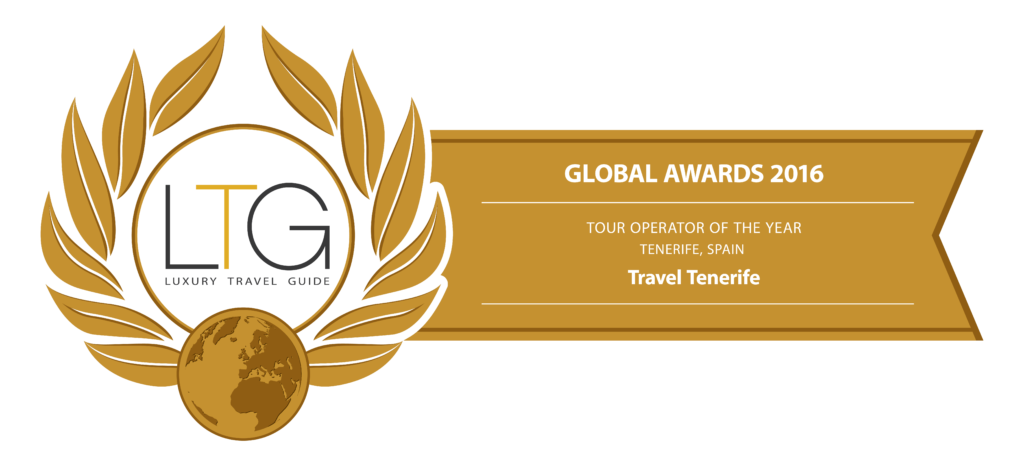 LTG
LUXURY TRAVEL GUIDE
GLOBAL AWARDS 2016
TOUR OPERATOR OF THE YEAR
TENERIFE, SPAIN
Travel Tenerife